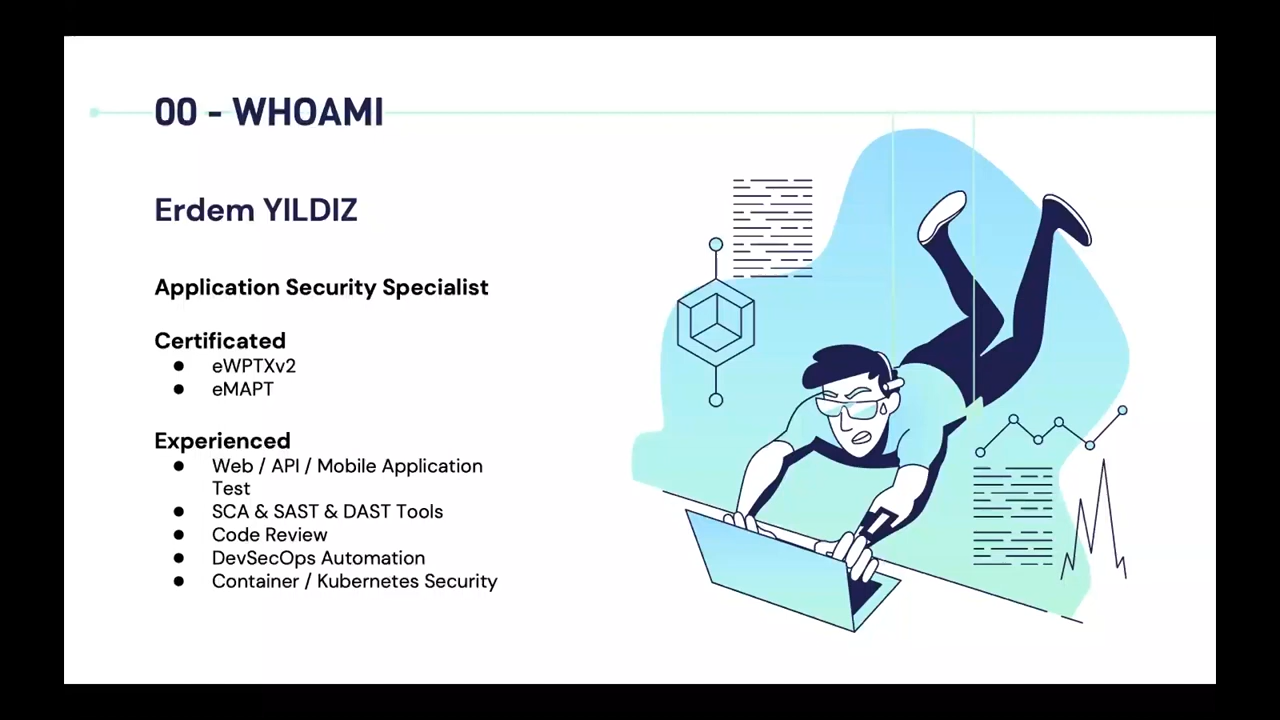 00 - WHOAMI
Erdem YILDIZ
Application Security Specialist
Certificated
● eWPTXv2
● eMAPT
Experienced
● Web / API / Mobile Application
Test
● SCA & SAST & DAST Tools
● Code Review
● DevSecOps Automation
● Container / Kubernetes Security